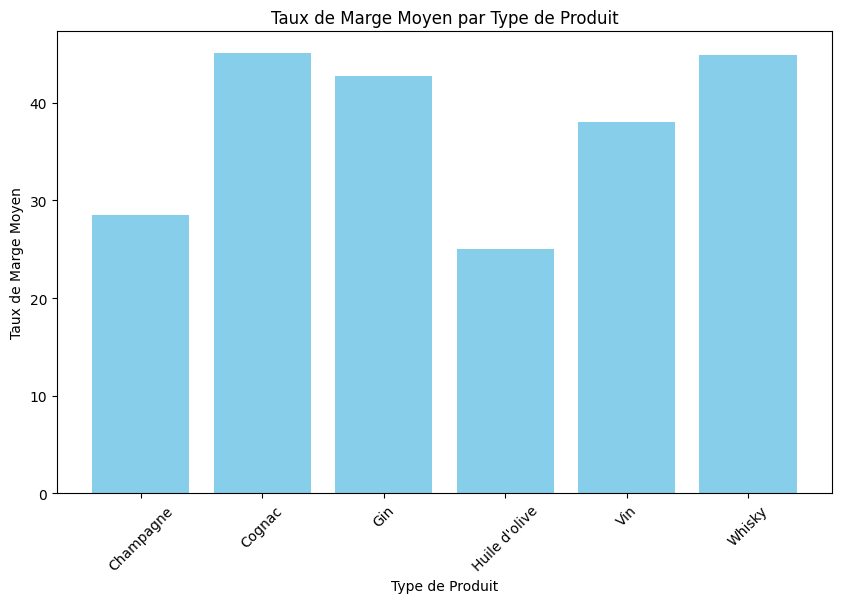 Taux de Marge Moyen par Type de Produit
Taux de Marge Moyen
40
30
20
10
0
Champagne
Cognac
Gin
Huile d'olive
Vin
Whisky
Type de Produit